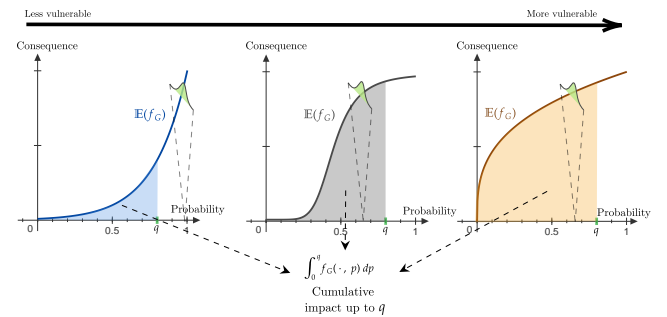 Less vulnerable
More vulnerable
Consequence
Consequence
Consequence
𝔼(f_G)
𝔼(f_G)
𝔼(f_G)
Probability
Probability
Probability
0 0.5 q 1
0 0.5 q 1
0 0.5 q 1
∫_0^q f_G(·, p) dp
Cumulative
impact up to q